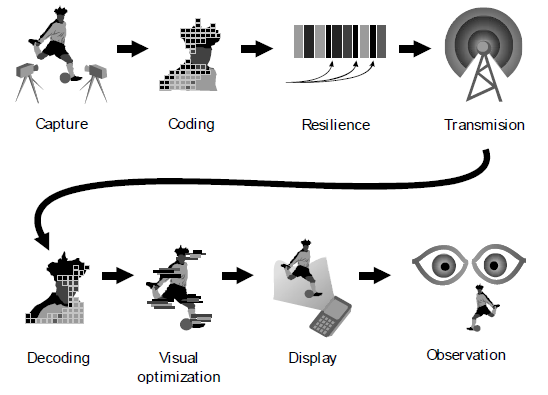 Capture
Coding
Resilience
Transmision
Decoding
Visual
optimization
Display
Observation